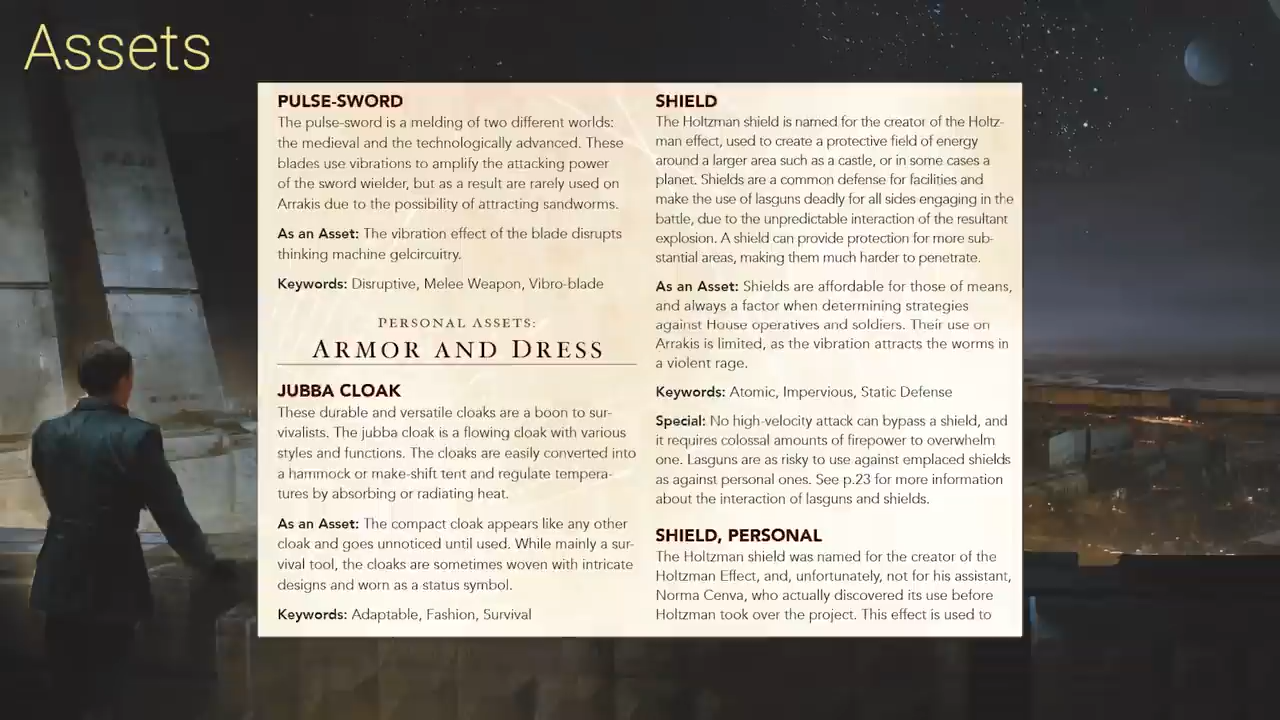 Assets
PULSE-SWORD
The pulse-sword is a melding of two different worlds:
the medieval and the technologically advanced. These
blades use vibrations to amplify the attacking power
of the sword wielder, but as a result are rarely used on
Arrakis due to the possibility of attracting sandworms.
As an Asset: The vibration effect of the blade disrupts
thinking machine gelcircuitry.
Keywords: Disruptive, Melee Weapon, Vibro-blade
PERSONAL ASSETS:
ARMOR AND DRESS
JUBBA CLOAK
These durable and versatile cloaks are a boon to sur-
vivalists. The jubba cloak is a flowing cloak with various
styles and functions. The cloaks are easily converted into
a hammock or make-shift tent and regulate tempera-
tures by absorbing or radiating heat.
As an Asset: The compact cloak appears like any other
cloak and goes unnoticed until used. While mainly a sur-
vival tool, the cloaks are sometimes woven with intricate
designs and worn as a status symbol.
Keywords: Adaptable, Fashion, Survival
SHIELD
The Holtzman shield is named for the creator of the Holtz-
man effect, used to create a protective field of energy
around a larger area such as a castle, or in some cases a
planet. Shields are a common defense for facilities and
make the use of lasguns deadly for all sides engaging in the
battle, due to the unpredictable interaction of the resultant
explosion. A shield can provide protection for more sub-
stantial areas, making them much harder to penetrate.
As an Asset: Shields are affordable for those of means,
and always a factor when determining strategies
against House operatives and soldiers. Their use on
Arrakis is limited, as the vibration attracts the worms in
a violent rage.
Keywords: Atomic, Impervious, Static Defense
Special: No high-velocity attack can bypass a shield, and
it requires colossal amounts of firepower to overwhelm
one. Lasguns are as risky to use against emplaced shields
as against personal ones. See p.23 for more information
about the interaction of lasguns and shields.
SHIELD, PERSONAL
The Holtzman shield was named for the creator of the
Holtzman Effect, and, unfortunately, not for his assistant,
Norma Cenva, who actually discovered its use before
Holtzman took over the project. This effect is used to